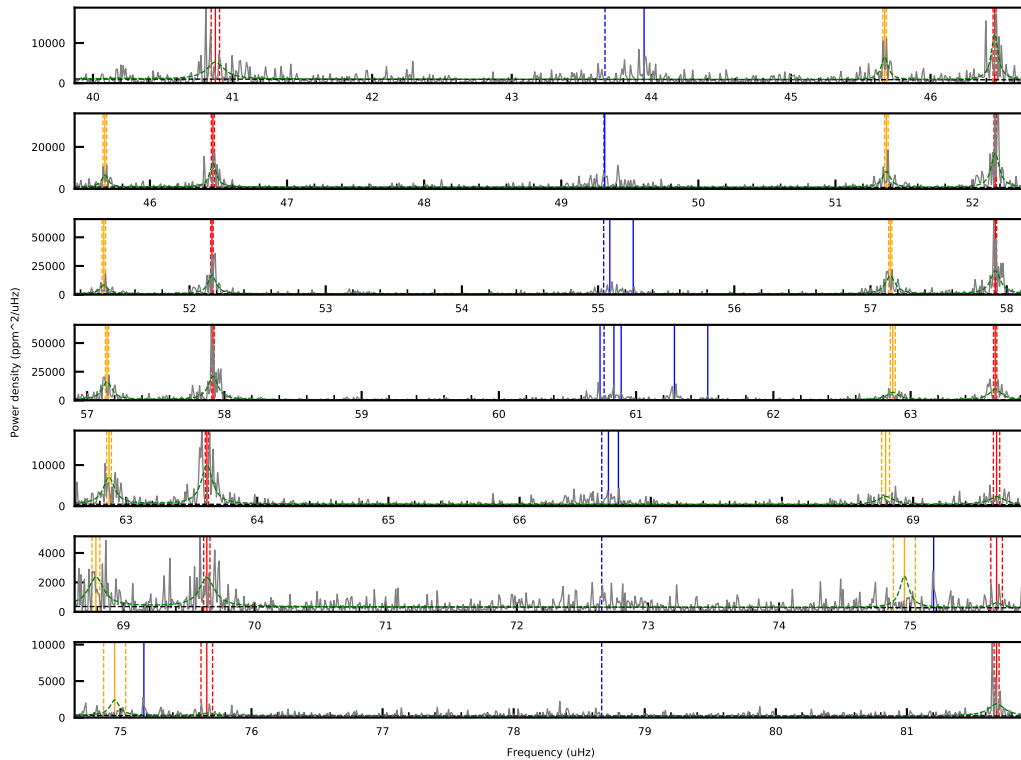 10000
0
40 41 42 43 44 45 46
20000
0
46 47 48 49 50 51 52
50000
25000
0
52 53 54 55 56 57 58
50000
25000
0
57 58 59 60 61 62 63
10000
0
63 64 65 66 67 68 69
4000
2000
0
69 70 71 72 73 74 75
10000
5000
0
75 76 77 78 79 80 81
Power density (ppm^2/uHz)
Frequency (uHz)